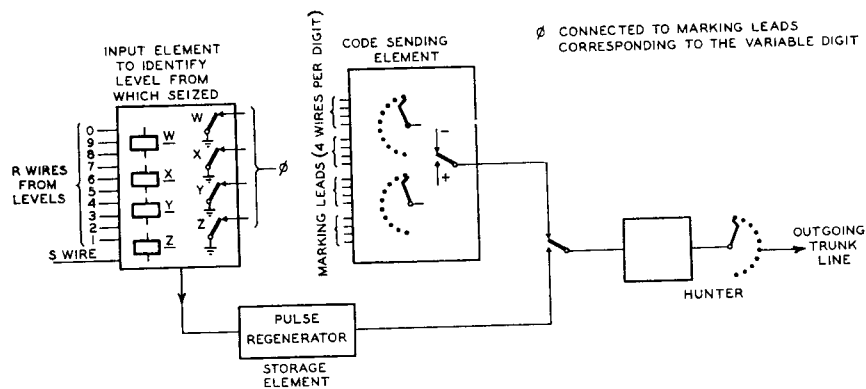 INPUT ELEMENT
TO IDENTIFY
LEVEL FROM
WHICH SEIZED
CODE SENDING
ELEMENT
ø CONNECTED TO MARKING LEADS
CORRESPONDING TO THE VARIABLE DIGIT
MARKING LEADS (4 WIRES PER DIGIT)
R WIRES
FROM
LEVELS
0
9
8
7
6
5
4
3
2
1
S WIRE
W
X
Y
Z
W
X
Y
Z
ø
−
+
PULSE
REGENERATOR
STORAGE
ELEMENT
HUNTER
OUTGOING
TRUNK
LINE